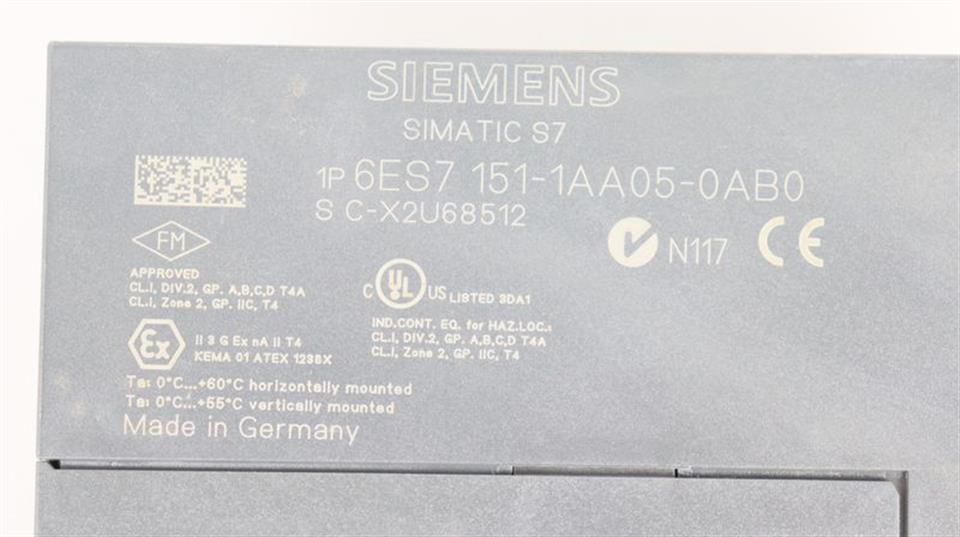 SIEMENS
SIMATIC S7
1P 6ES7 151-1AA05-0AB0
S C-X2U68512
N117 CE
FM
APPROVED
CL.I, DIV.2, GP. A,B,C,D T4A
CL.I, Zone 2, GP. IIC, T4
C UL US LISTED 3DA1
IND.CONT. EQ. for HAZ.LOC.:
CL.I, DIV.2, GP. A,B,C,D T4A
CL.I, Zone 2, GP. IIC, T4
Ex II 3 G Ex nA II T4
KEMA 01 ATEX 1238X
Ta: 0°C...+60°C horizontally mounted
Ta: 0°C...+55°C vertically mounted
Made in Germany